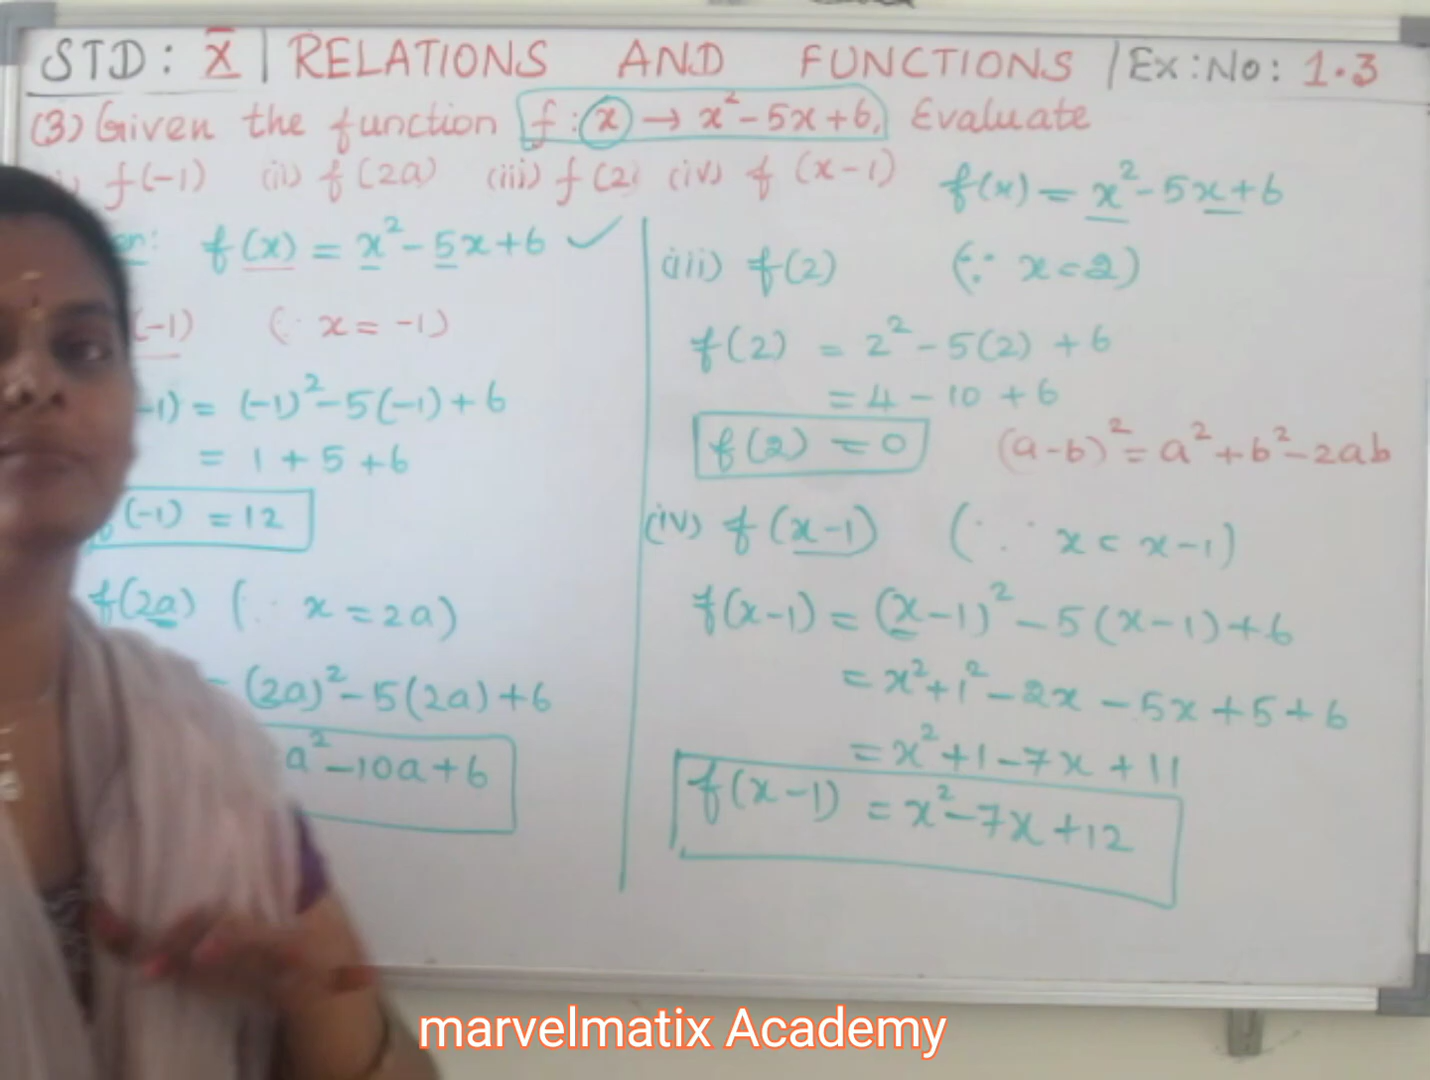 STD: X | RELATIONS AND FUNCTIONS | Ex:No: 1.3
(3) Given the function f:(x) → x² - 5x + 6, Evaluate
f(-1) (ii) f(2a) (iii) f(2) (iv) f(x-1)
f(x) = x² - 5x + 6 ✓
(-1) (∵ x = -1)
-1) = (-1)² - 5(-1) + 6
= 1 + 5 + 6
(-1) = 12
f(2a) (∵ x = 2a)
= (2a)² - 5(2a) + 6
a² - 10a + 6
f(x) = x² - 5x + 6
(iii) f(2) (∵ x = 2)
f(2) = 2² - 5(2) + 6
= 4 - 10 + 6
f(2) = 0
(a-b)² = a² + b² - 2ab
(iv) f(x-1) (∵ x = x-1)
f(x-1) = (x-1)² - 5(x-1) + 6
= x² + 1² - 2x - 5x + 5 + 6
= x² + 1 - 7x + 11
f(x-1) = x² - 7x + 12
marvelmatix Academy